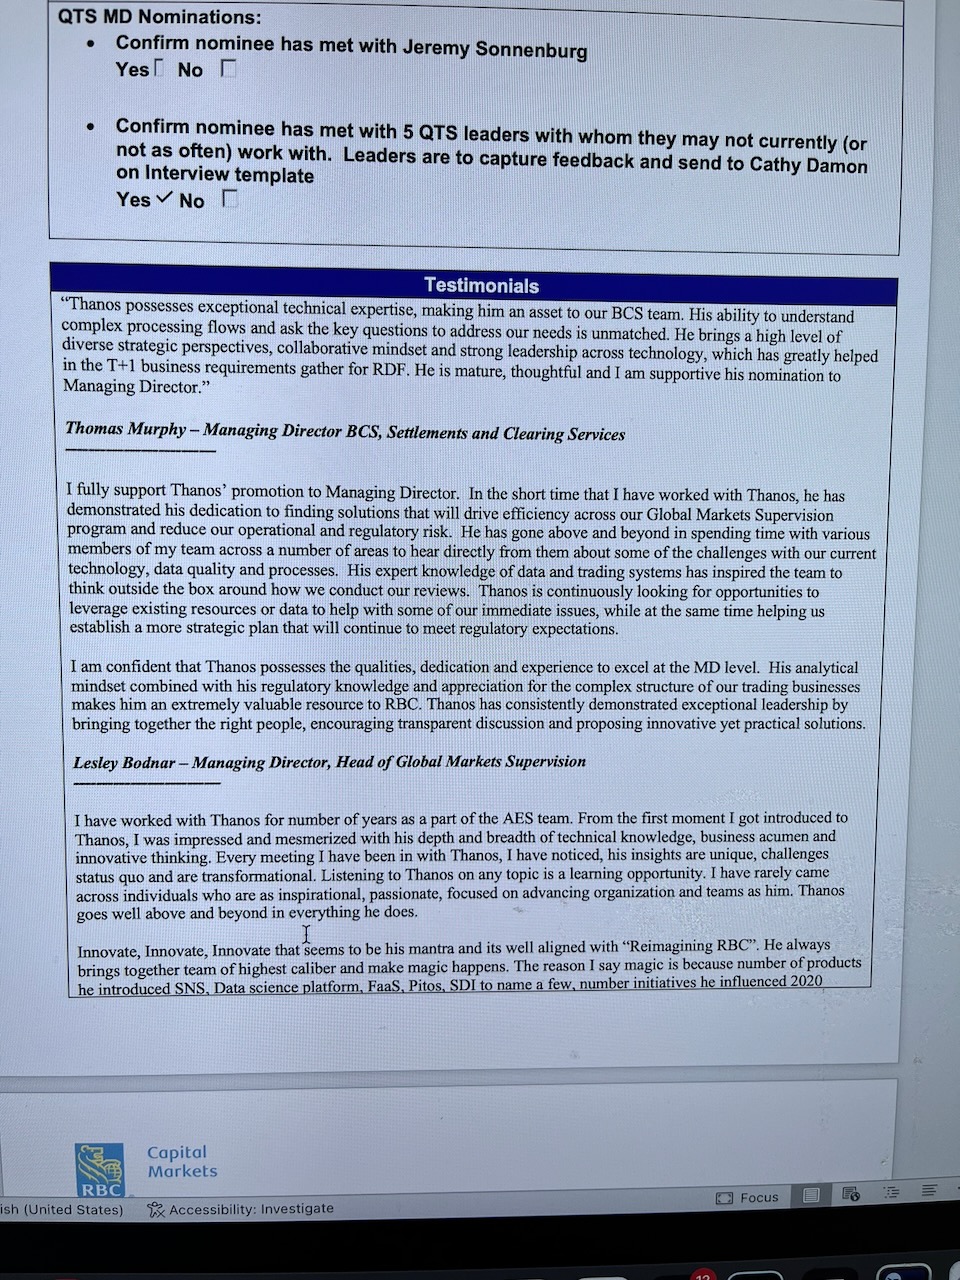 QTS MD Nominations:
• Confirm nominee has met with Jeremy Sonnenburg
Yes No
• Confirm nominee has met with 5 QTS leaders with whom they may not currently (or
not as often) work with. Leaders are to capture feedback and send to Cathy Damon
on Interview template
Yes ✓ No
Testimonials
“Thanos possesses exceptional technical expertise, making him an asset to our BCS team. His ability to understand
complex processing flows and ask the key questions to address our needs is unmatched. He brings a high level of
diverse strategic perspectives, collaborative mindset and strong leadership across technology, which has greatly helped
in the T+1 business requirements gather for RDF. He is mature, thoughtful and I am supportive his nomination to
Managing Director.”
Thomas Murphy – Managing Director BCS, Settlements and Clearing Services
I fully support Thanos’ promotion to Managing Director. In the short time that I have worked with Thanos, he has
demonstrated his dedication to finding solutions that will drive efficiency across our Global Markets Supervision
program and reduce our operational and regulatory risk. He has gone above and beyond in spending time with various
members of my team across a number of areas to hear directly from them about some of the challenges with our current
technology, data quality and processes. His expert knowledge of data and trading systems has inspired the team to
think outside the box around how we conduct our reviews. Thanos is continuously looking for opportunities to
leverage existing resources or data to help with some of our immediate issues, while at the same time helping us
establish a more strategic plan that will continue to meet regulatory expectations.
I am confident that Thanos possesses the qualities, dedication and experience to excel at the MD level. His analytical
mindset combined with his regulatory knowledge and appreciation for the complex structure of our trading businesses
makes him an extremely valuable resource to RBC. Thanos has consistently demonstrated exceptional leadership by
bringing together the right people, encouraging transparent discussion and proposing innovative yet practical solutions.
Lesley Bodnar – Managing Director, Head of Global Markets Supervision
I have worked with Thanos for number of years as a part of the AES team. From the first moment I got introduced to
Thanos, I was impressed and mesmerized with his depth and breadth of technical knowledge, business acumen and
innovative thinking. Every meeting I have been in with Thanos, I have noticed, his insights are unique, challenges
status quo and are transformational. Listening to Thanos on any topic is a learning opportunity. I have rarely came
across individuals who are as inspirational, passionate, focused on advancing organization and teams as him. Thanos
goes well above and beyond in everything he does.
Innovate, Innovate, Innovate that seems to be his mantra and its well aligned with “Reimagining RBC”. He always
brings together team of highest caliber and make magic happens. The reason I say magic is because number of products
he introduced SNS, Data science platform, FaaS, Pitos, SDI to name a few, number initiatives he influenced 2020
RBC
Capital
Markets
ish (United States) Accessibility: Investigate Focus
12